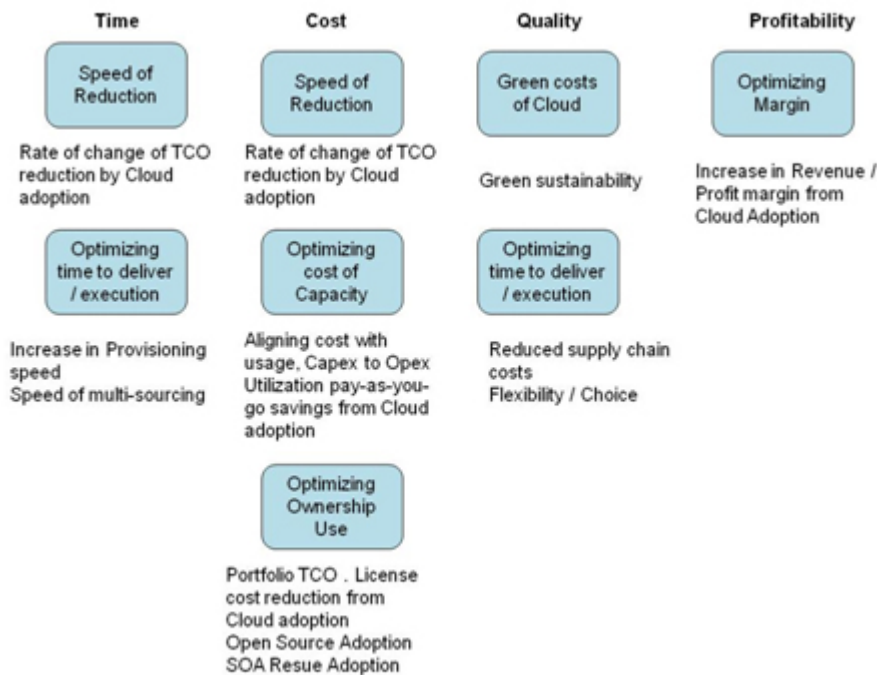 Time
Cost
Quality
Profitability
Speed of
Reduction
Rate of change of TCO
reduction by Cloud
adoption
Optimizing
time to deliver
/ execution
Increase in Provisioning
speed
Speed of multi-sourcing
Speed of
Reduction
Rate of change of TCO
reduction by Cloud
adoption
Optimizing
cost of
Capacity
Aligning cost with
usage, Capex to Opex
Utilization pay-as-you-
go savings from Cloud
adoption
Optimizing
Ownership
Use
Portfolio TCO . License
cost reduction from
Cloud adoption
Open Source Adoption
SOA Resue Adoption
Green costs
of Cloud
Green sustainability
Optimizing
time to deliver
/ execution
Reduced supply chain
costs
Flexibility / Choice
Optimizing
Margin
Increase in Revenue /
Profit margin from
Cloud Adoption